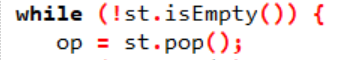 while (!st.isEmpty()) {
op = st.pop();